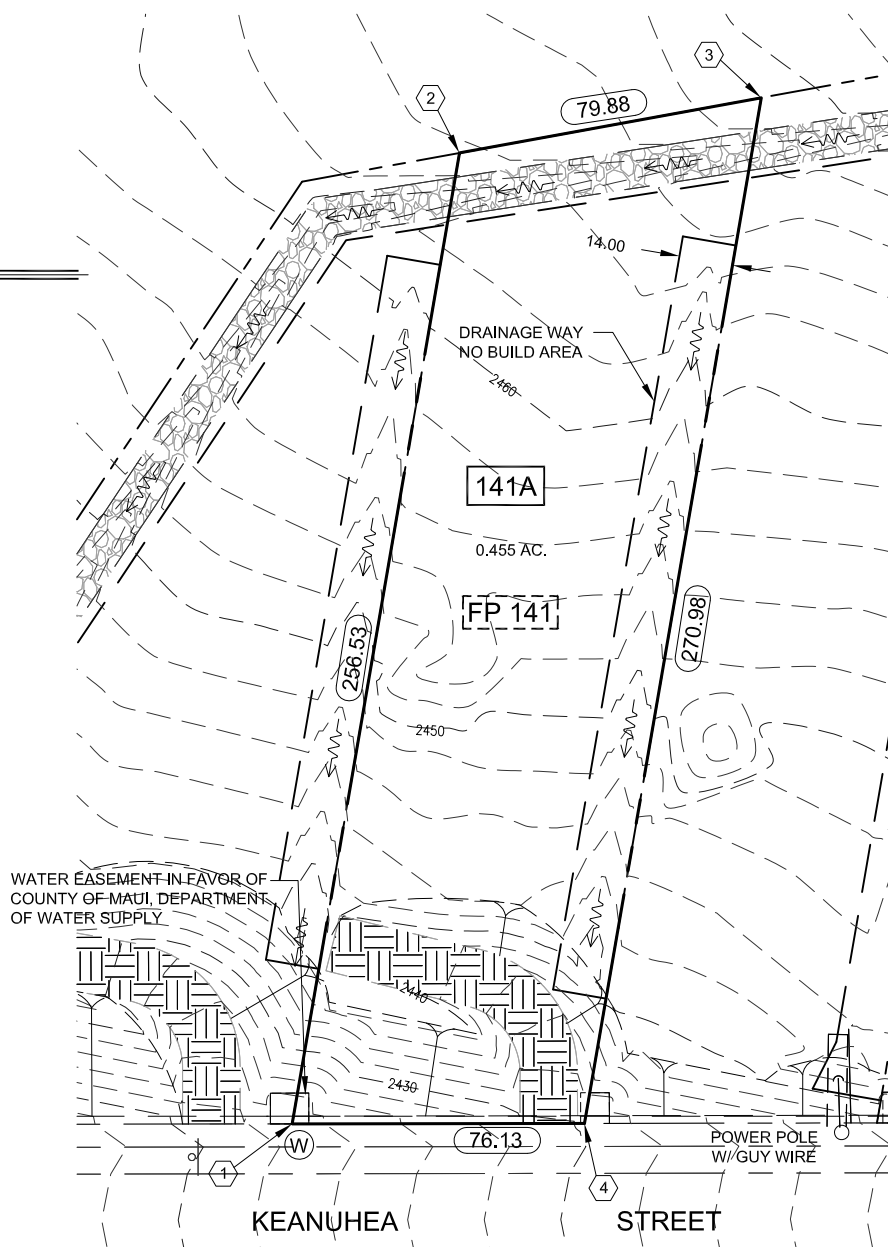 3
2
79.88
14.00
DRAINAGE WAY
NO BUILD AREA
2460
141A
0.455 AC.
FP 141
256.53
270.98
2450
WATER EASEMENT IN FAVOR OF
COUNTY OF MAUI, DEPARTMENT
OF WATER SUPPLY
2440
2430
W
76.13
POWER POLE
W/ GUY WIRE
1
4
KEANUHEA STREET